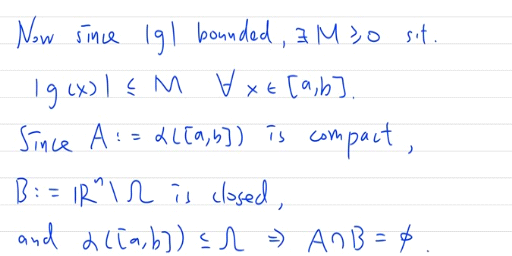 Now since |g| bounded, ∃ M ≥ 0 s.t.
|g(x)| ≤ M ∀ x ∈ [a,b].
Since A := α([a,b]) is compact,
B := ℝⁿ \ Ω is closed,
and α([a,b]) ⊆ Ω ⇒ A ∩ B = ∅.